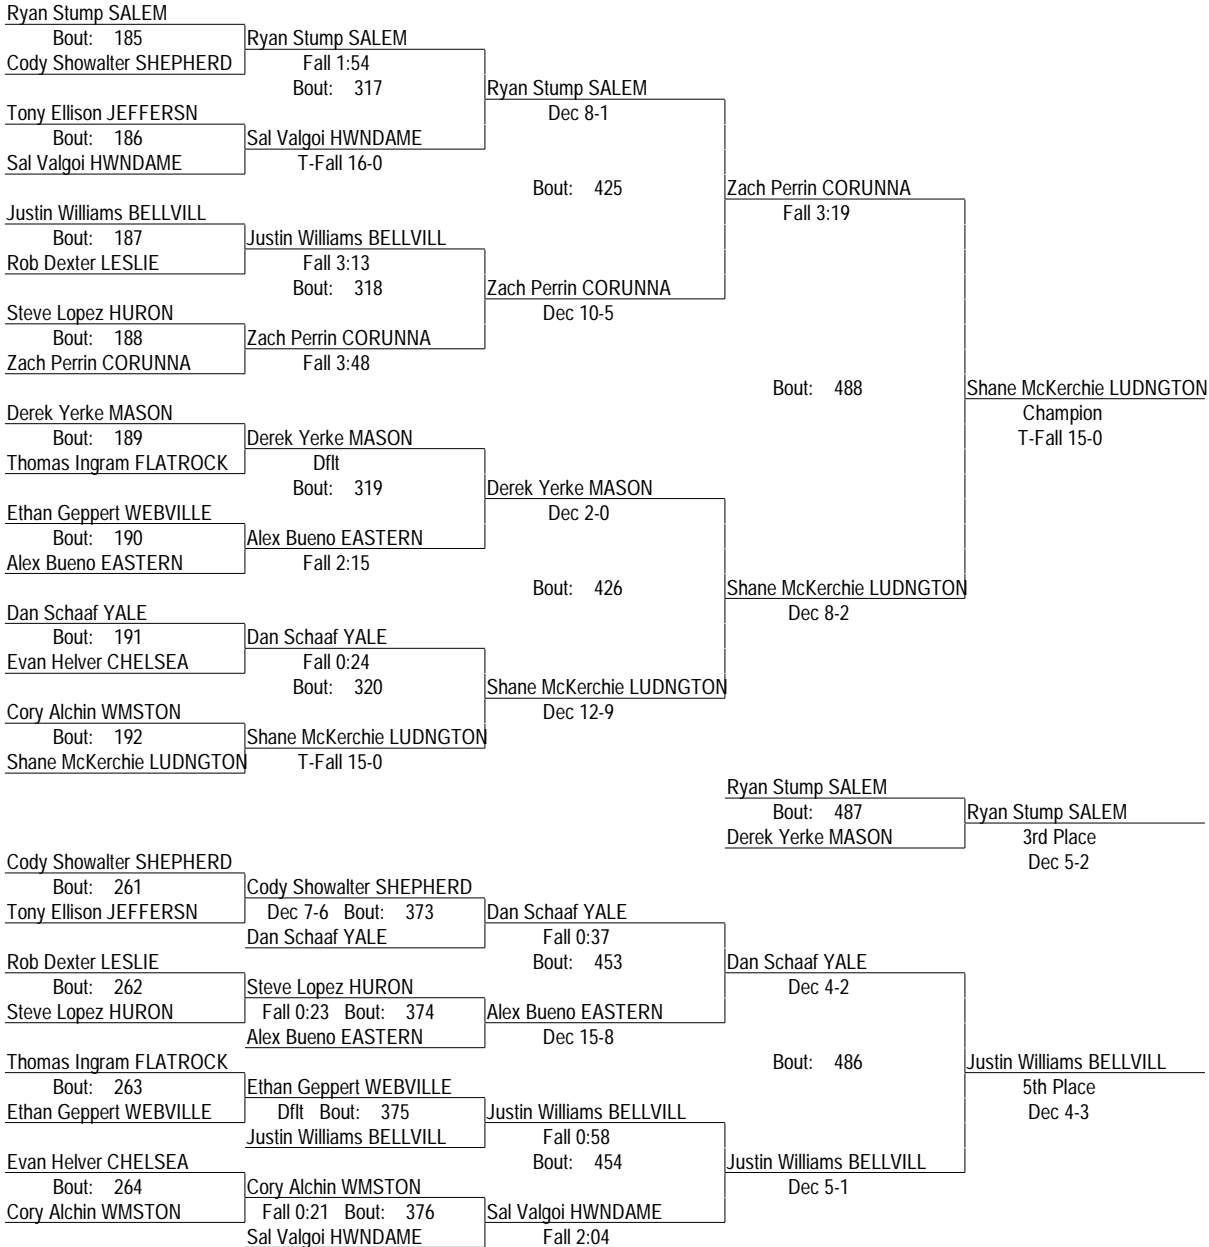 Ryan Stump SALEM
Bout: 185 Ryan Stump SALEM
Cody Showalter SHEPHERD Fall 1:54
Bout: 317 Ryan Stump SALEM
Tony Ellison JEFFERSN Dec 8-1
Bout: 186 Sal Valgoi HWNDAME
Sal Valgoi HWNDAME T-Fall 16-0
Bout: 425 Zach Perrin CORUNNA
Justin Williams BELLVILL Fall 3:19
Bout: 187 Justin Williams BELLVILL
Rob Dexter LESLIE Fall 3:13
Bout: 318 Zach Perrin CORUNNA
Steve Lopez HURON Dec 10-5
Bout: 188 Zach Perrin CORUNNA
Zach Perrin CORUNNA Fall 3:48
Bout: 488 Shane McKerchie LUDNGTON
Derek Yerke MASON Champion
Bout: 189 Derek Yerke MASON T-Fall 15-0
Thomas Ingram FLATROCK Dflt
Bout: 319 Derek Yerke MASON
Ethan Geppert WEBVILLE Dec 2-0
Bout: 190 Alex Bueno EASTERN
Alex Bueno EASTERN Fall 2:15
Bout: 426 Shane McKerchie LUDNGTON
Dan Schaaf YALE Dec 8-2
Bout: 191 Dan Schaaf YALE
Evan Helver CHELSEA Fall 0:24
Bout: 320 Shane McKerchie LUDNGTON
Cory Alchin WMSTON Dec 12-9
Bout: 192 Shane McKerchie LUDNGTON
Shane McKerchie LUDNGTON T-Fall 15-0
Ryan Stump SALEM
Bout: 487 Ryan Stump SALEM
Derek Yerke MASON 3rd Place
Cody Showalter SHEPHERD Dec 5-2
Bout: 261 Cody Showalter SHEPHERD
Tony Ellison JEFFERSN Dec 7-6 Bout: 373 Dan Schaaf YALE
Dan Schaaf YALE Fall 0:37
Rob Dexter LESLIE Bout: 453 Dan Schaaf YALE
Bout: 262 Steve Lopez HURON Dec 4-2
Steve Lopez HURON Fall 0:23 Bout: 374 Alex Bueno EASTERN
Alex Bueno EASTERN Dec 15-8
Thomas Ingram FLATROCK Bout: 486 Justin Williams BELLVILL
Bout: 263 Ethan Geppert WEBVILLE 5th Place
Ethan Geppert WEBVILLE Dflt Bout: 375 Justin Williams BELLVILL Dec 4-3
Justin Williams BELLVILL Fall 0:58
Evan Helver CHELSEA Bout: 454 Justin Williams BELLVILL
Bout: 264 Cory Alchin WMSTON Dec 5-1
Cory Alchin WMSTON Fall 0:21 Bout: 376 Sal Valgoi HWNDAME
Sal Valgoi HWNDAME Fall 2:04